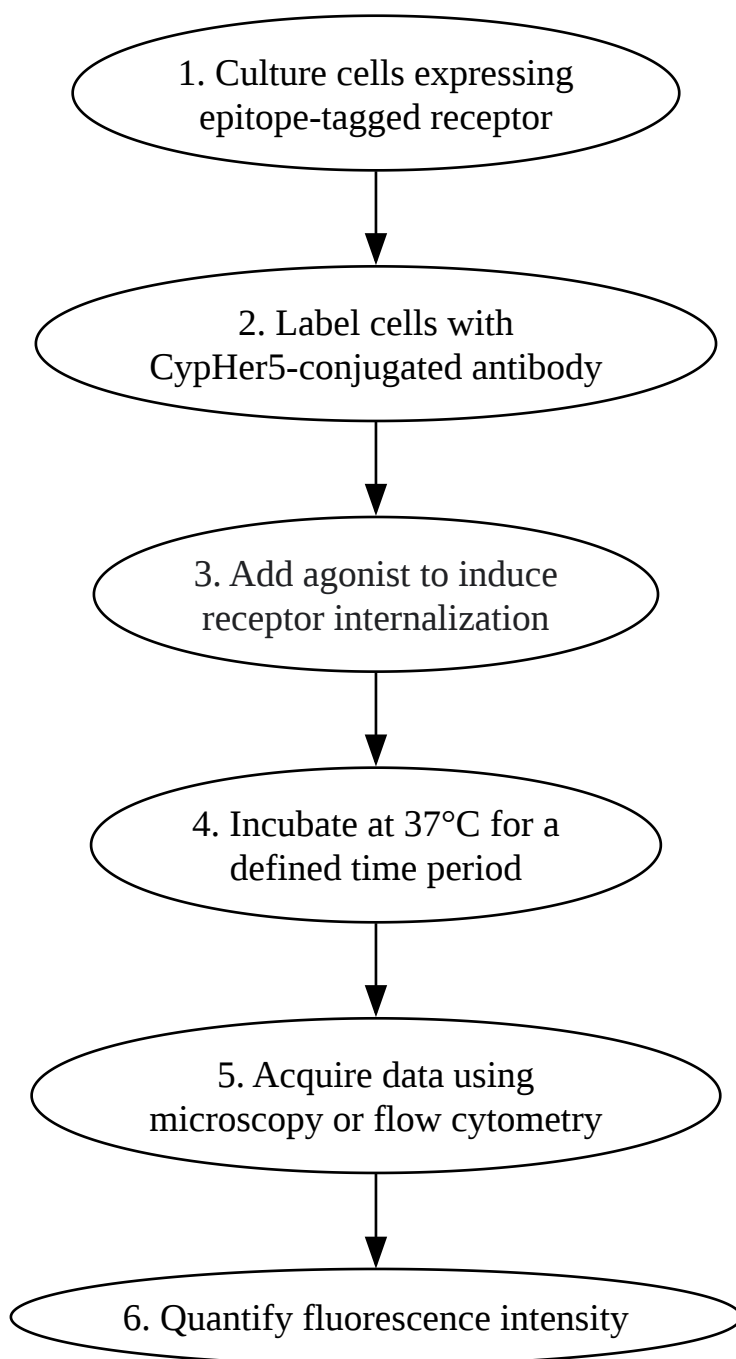 1. Culture cells expressing
epitope-tagged receptor
2. Label cells with
CypHer5-conjugated antibody
3. Add agonist to induce
receptor internalization
4. Incubate at 37°C for a
defined time period
5. Acquire data using
microscopy or flow cytometry
6. Quantify fluorescence intensity